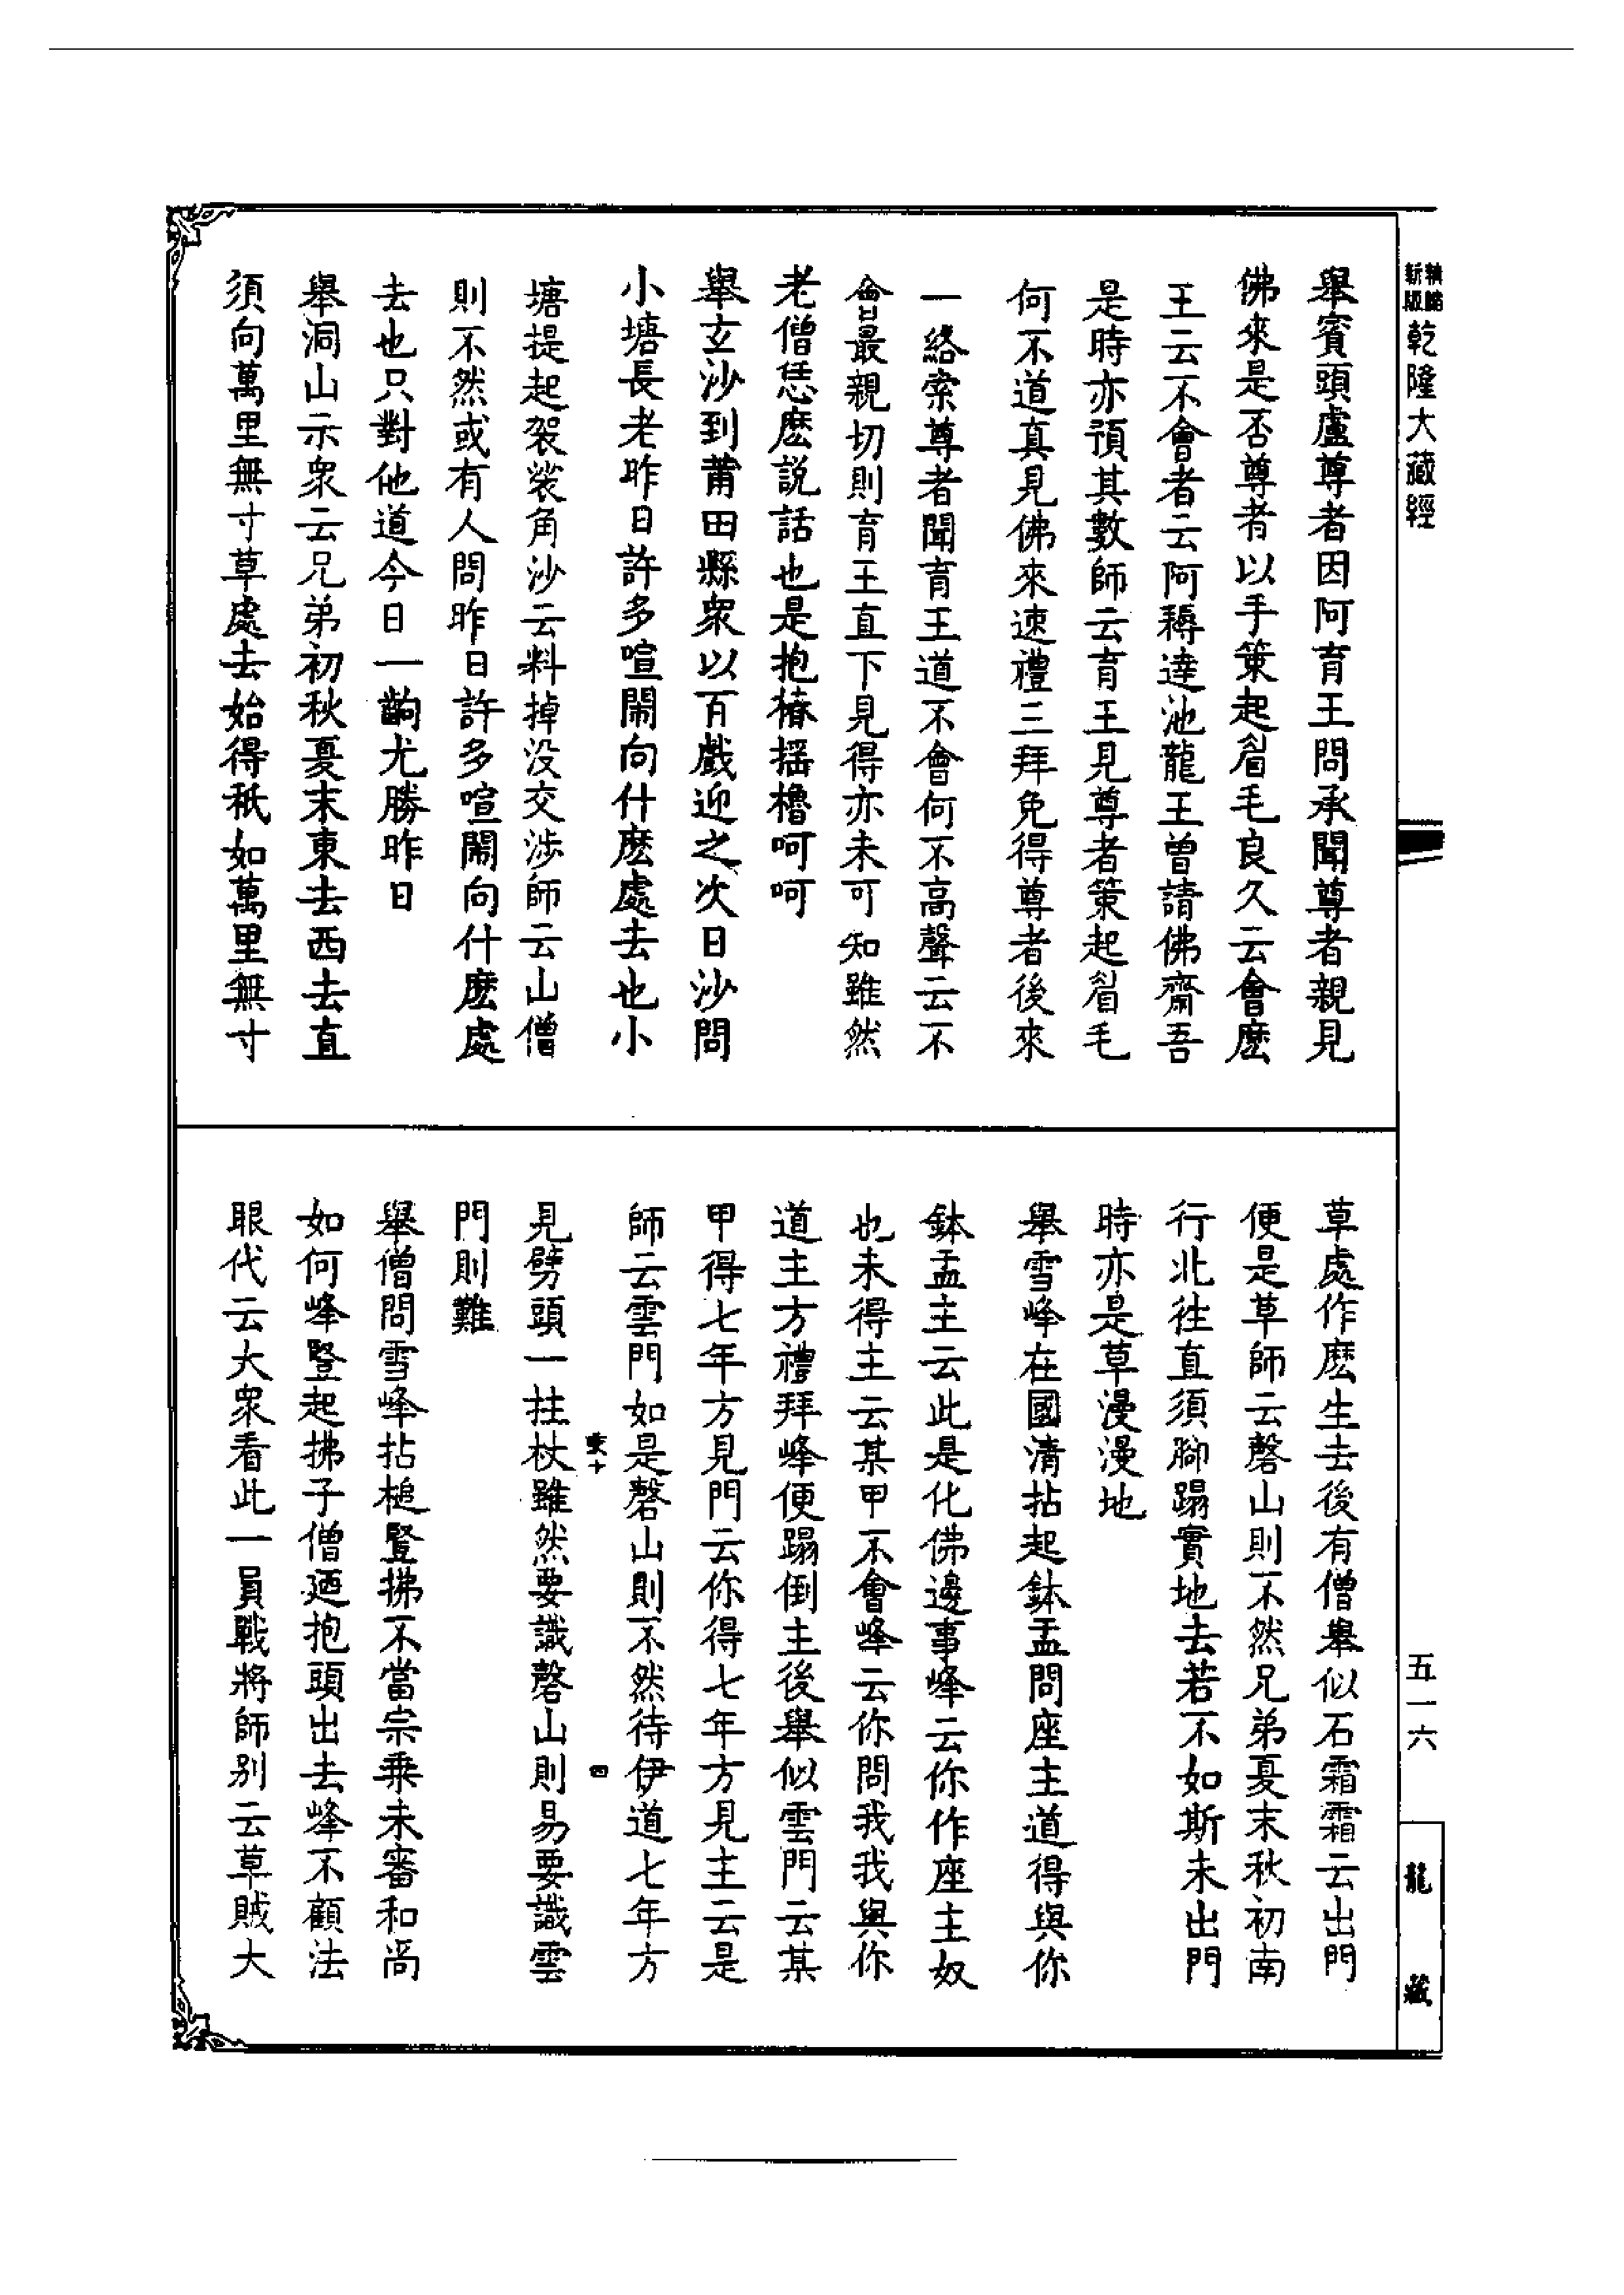 新版
乾隆大藏經
舉賓頭盧尊者因阿育王問承聞尊者親見
佛來是否尊者以手策起眉毛良久云會麽
王云不會者云阿耨達池龍王曾請佛齋吾
是時亦預其數師云育王見尊者策起眉毛
何不道真見佛來速禮三拜免得尊者後來
一絡索尊者聞育王道不會何不高聲云不
會最親切則育王直下見得亦未可知雖然
老僧恁麽説話也是抱樁摇櫓呵呵
舉玄沙到莆田縣衆以百戲迎之次日沙問
小塘長老昨日許多喧鬧向什麽處去也小
塘提起袈裟角沙云料掉没交涉師云山僧
則不然或有人問昨日許多喧鬧向什麽處
去也只對他道今日一齣尤勝昨日
舉洞山示衆云兄弟初秋夏末東去西去直
須向萬里無寸草處去始得秖如萬里無寸
草處作麽生去後有僧舉似石霜霜云出門
便是草師云磬山則不然兄弟夏末秋初南
行北往直須腳蹋實地去若不如斯未出門
時亦是草漫漫地
舉雪峰在國清拈起鉢盂問座主道得與你
鉢盂主云此是化佛邊事峰云你作座主奴
也未得主云某甲不會峰云你問我我與你
道主方禮拜峰便蹋倒主後舉似雲門云某
甲得七年方見門云你得七年方見主云是
師云雲門如是磬山則不然待伊道七年方
見劈頭一拄杖雖然要識磬山則易要識雲
門則難
舉僧問雪峰拈槌豎拂不當宗乘未審和尚
如何峰豎起拂子僧廼抱頭出去峰不顧法
眼代云大衆看此一員戰將師别云草賊大
十
四
五一六
龍藏